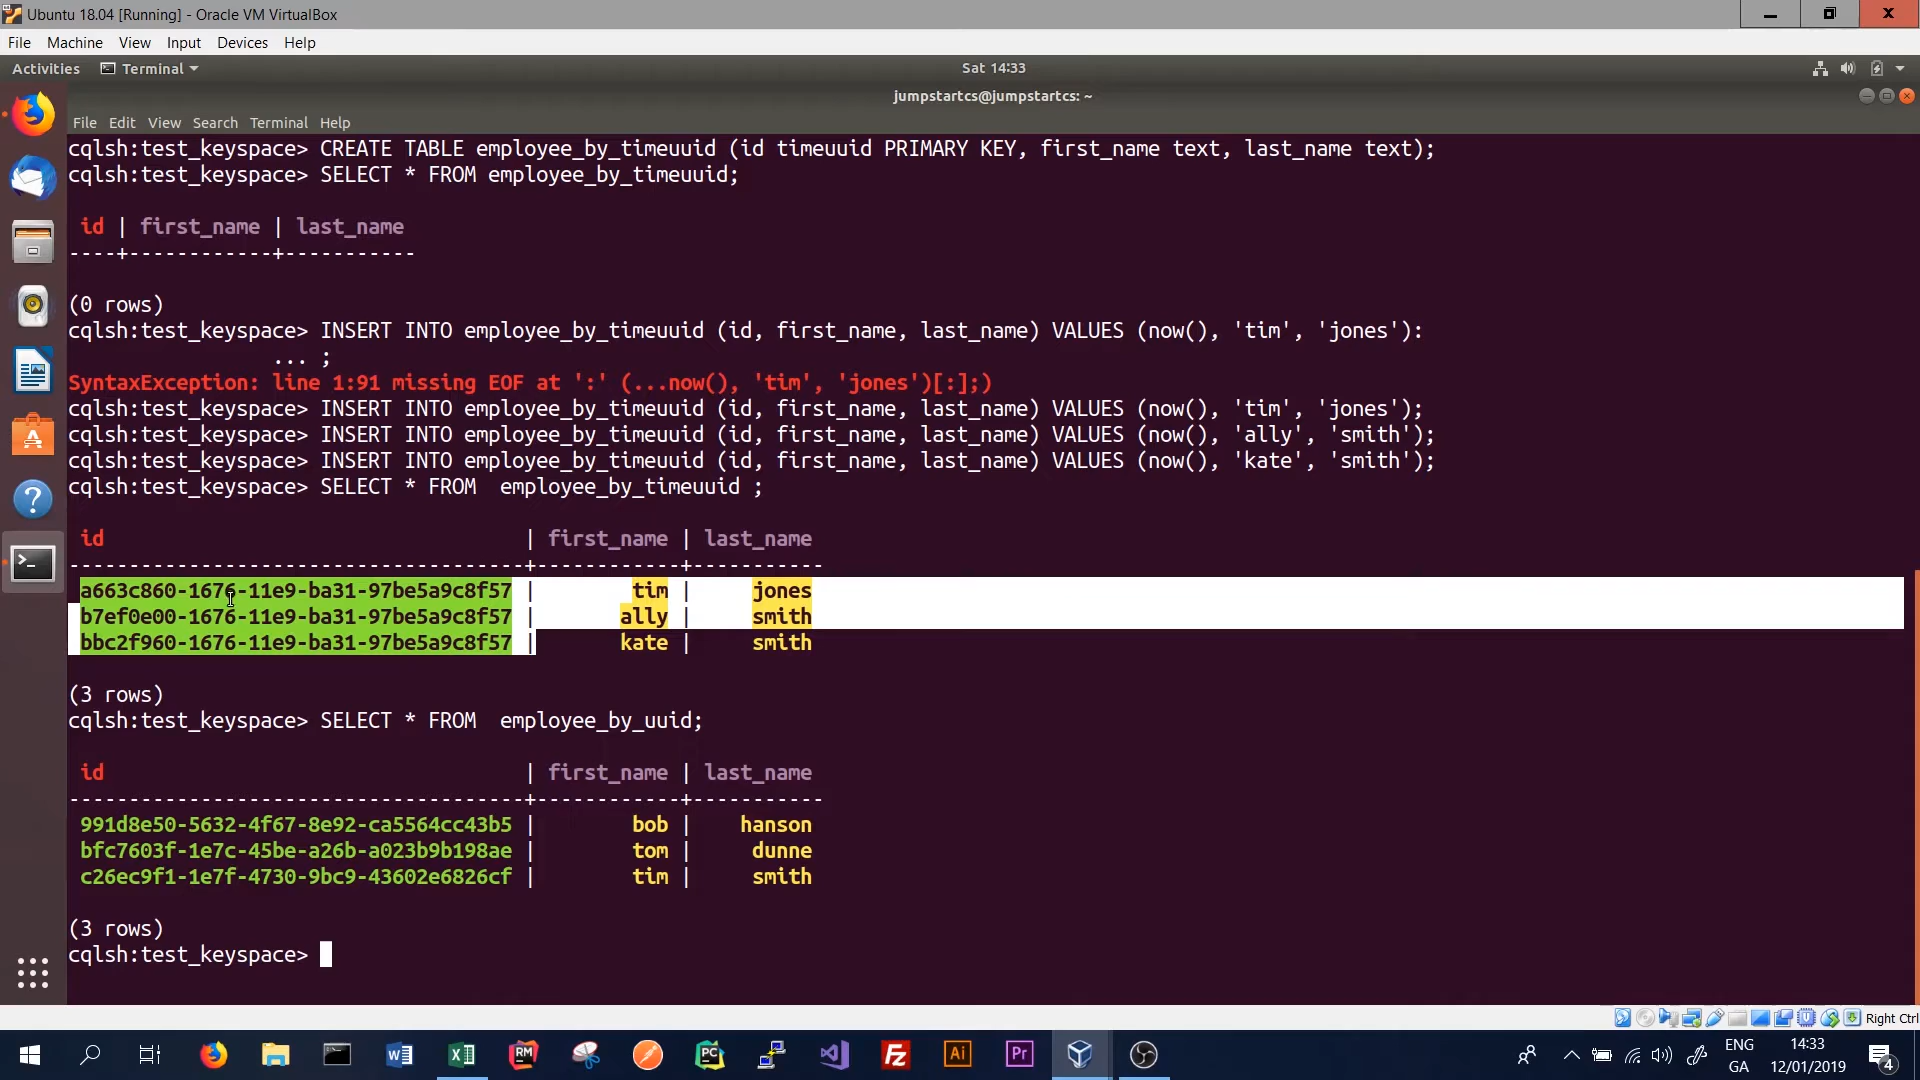 Ubuntu 18.04 [Running] - Oracle VM VirtualBox
File Machine View Input Devices Help
Activities Terminal Sat 14:33
jumpstartcs@jumpstartcs: ~
File Edit View Search Terminal Help
cqlsh:test_keyspace> CREATE TABLE employee_by_timeuuid (id timeuuid PRIMARY KEY, first_name text, last_name text);
cqlsh:test_keyspace> SELECT * FROM employee_by_timeuuid;
id | first_name | last_name
----+------------+-----------
(0 rows)
cqlsh:test_keyspace> INSERT INTO employee_by_timeuuid (id, first_name, last_name) VALUES (now(), 'tim', 'jones'):
... ;
SyntaxException: line 1:91 missing EOF at ':' (...now(), 'tim', 'jones')[:];)
cqlsh:test_keyspace> INSERT INTO employee_by_timeuuid (id, first_name, last_name) VALUES (now(), 'tim', 'jones');
cqlsh:test_keyspace> INSERT INTO employee_by_timeuuid (id, first_name, last_name) VALUES (now(), 'ally', 'smith');
cqlsh:test_keyspace> INSERT INTO employee_by_timeuuid (id, first_name, last_name) VALUES (now(), 'kate', 'smith');
cqlsh:test_keyspace> SELECT * FROM  employee_by_timeuuid ;
id | first_name | last_name
--------------------------------------+------------+-----------
a663c860-1676-11e9-ba31-97be5a9c8f57 | tim | jones
b7ef0e00-1676-11e9-ba31-97be5a9c8f57 | ally | smith
bbc2f960-1676-11e9-ba31-97be5a9c8f57 | kate | smith
(3 rows)
cqlsh:test_keyspace> SELECT * FROM  employee_by_uuid;
id | first_name | last_name
--------------------------------------+------------+-----------
991d8e50-5632-4f67-8e92-ca5564cc43b5 | bob | hanson
bfc7603f-1e7c-45be-a26b-a023b9b198ae | tom | dunne
c26ec9f1-1e7f-4730-9bc9-43602e6826cf | tim | smith
(3 rows)
cqlsh:test_keyspace>
Right Ctrl
ENG 14:33
GA 12/01/2019 4